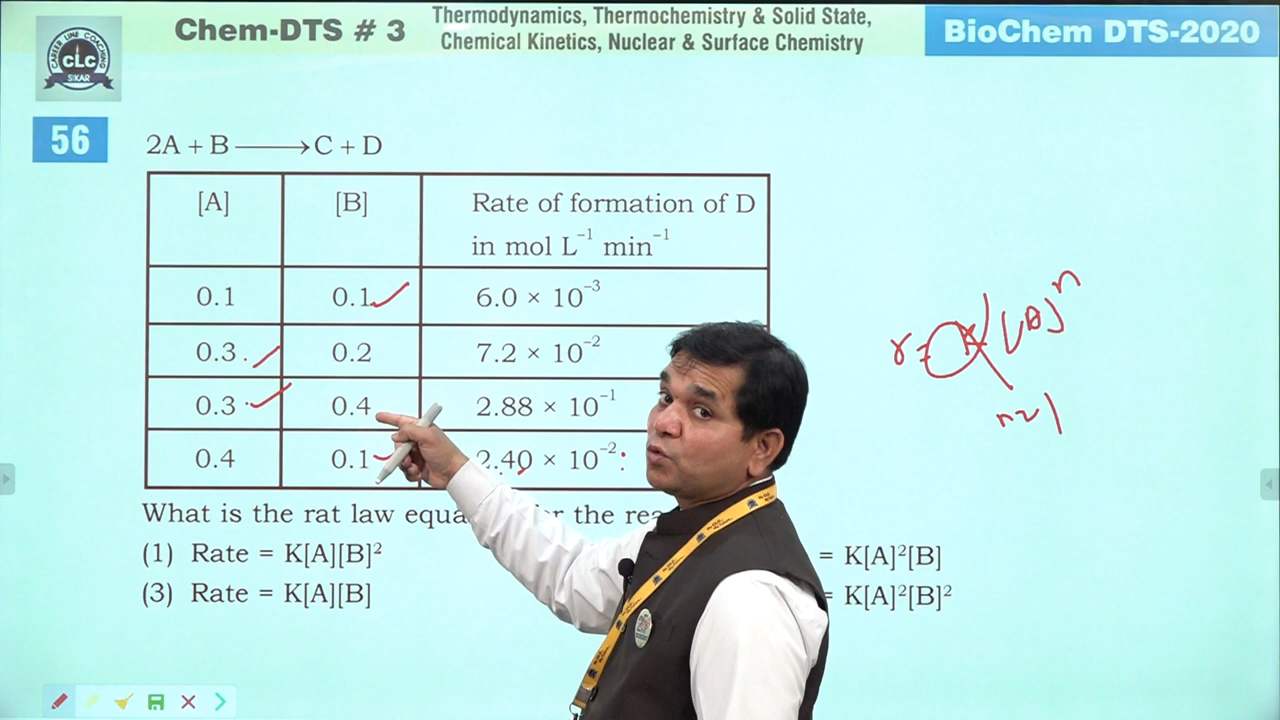 Chem-DTS # 3
Thermodynamics, Thermochemistry & Solid State,
Chemical Kinetics, Nuclear & Surface Chemistry
BioChem DTS-2020
CAREER LINE COACHING
CLC
SIKAR
56
2A + B ⟶ C + D
[A] [B] Rate of formation of D
in mol L⁻¹ min⁻¹
0.1 0.1 6.0 × 10⁻³
0.3 0.2 7.2 × 10⁻²
0.3 0.4 2.88 × 10⁻¹
0.4 0.1 2.40 × 10⁻²
What is the rat law the
(1) Rate = K[A][B]² = K[A]²[B]
(3) Rate = K[A][B] = K[A]²[B]²
n=1